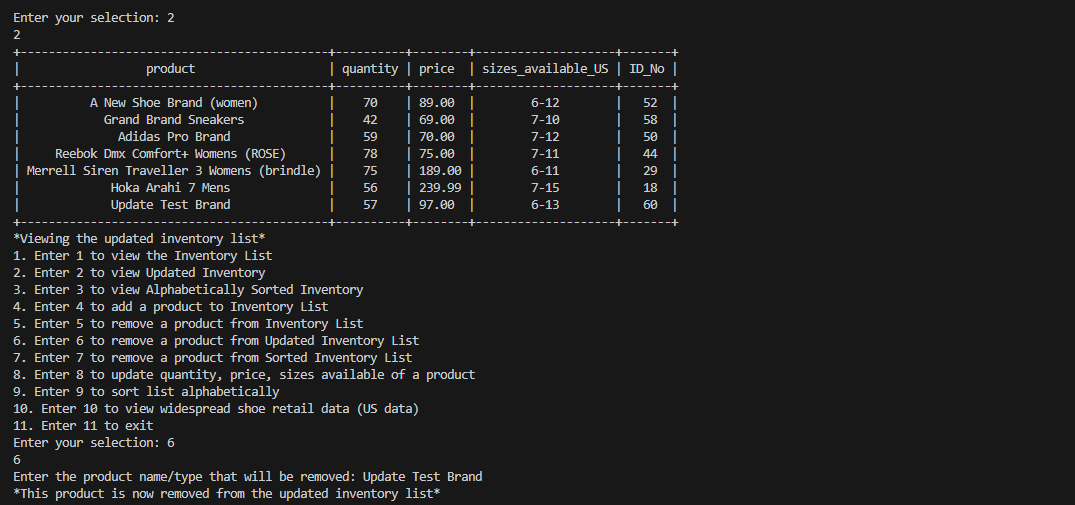 Enter your selection: 2
2
+--------------------------------------------+----------+--------+--------------------+-------+
| product | quantity | price | sizes_available_US | ID_No |
+--------------------------------------------+----------+--------+--------------------+-------+
| A New Shoe Brand (women) | 70 | 89.00 | 6-12 | 52 |
| Grand Brand Sneakers | 42 | 69.00 | 7-10 | 58 |
| Adidas Pro Brand | 59 | 70.00 | 7-12 | 50 |
| Reebok Dmx Comfort+ Womens (ROSE) | 78 | 75.00 | 7-11 | 44 |
| Merrell Siren Traveller 3 Womens (brindle) | 75 | 189.00 | 6-11 | 29 |
| Hoka Arahi 7 Mens | 56 | 239.99 | 7-15 | 18 |
| Update Test Brand | 57 | 97.00 | 6-13 | 60 |
+--------------------------------------------+----------+--------+--------------------+-------+
*Viewing the updated inventory list*
1. Enter 1 to view the Inventory List
2. Enter 2 to view Updated Inventory
3. Enter 3 to view Alphabetically Sorted Inventory
4. Enter 4 to add a product to Inventory List
5. Enter 5 to remove a product from Inventory List
6. Enter 6 to remove a product from Updated Inventory List
7. Enter 7 to remove a product from Sorted Inventory List
8. Enter 8 to update quantity, price, sizes available of a product
9. Enter 9 to sort list alphabetically
10. Enter 10 to view widespread shoe retail data (US data)
11. Enter 11 to exit
Enter your selection: 6
6
Enter the product name/type that will be removed: Update Test Brand
*This product is now removed from the updated inventory list*